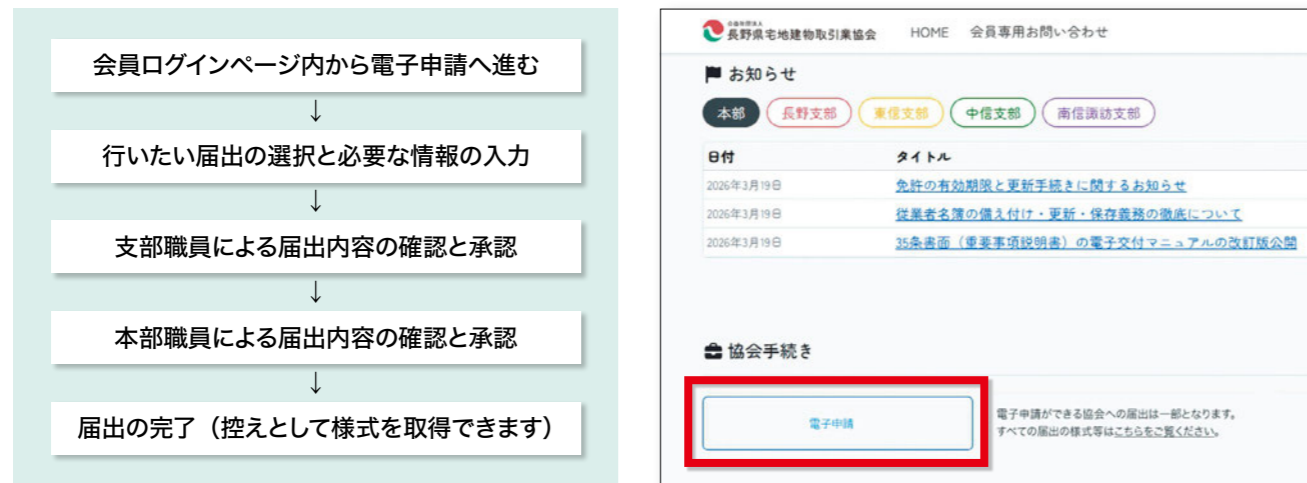 会員ログインページ内から電子申請へ進む
↓
行いたい届出の選択と必要な情報の入力
↓
支部職員による届出内容の確認と承認
↓
本部職員による届出内容の確認と承認
↓
届出の完了（控えとして様式を取得できます）
公益社団法人
長野県宅地建物取引業協会 HOME 会員専用お問い合わせ
お知らせ
本部 長野支部 東信支部 中信支部 南信諏訪支部
日付 タイトル
2026年3月19日 免許の有効期限と更新手続きに関するお知らせ
2026年3月19日 従業者名簿の備え付け・更新・保存義務の徹底について
2026年3月19日 35条書面（重要事項説明書）の電子交付マニュアルの改訂版公開
協会手続き
電子申請
電子申請ができる協会への届出は一部となります。
すべての届出の様式等はこちらをご覧ください。